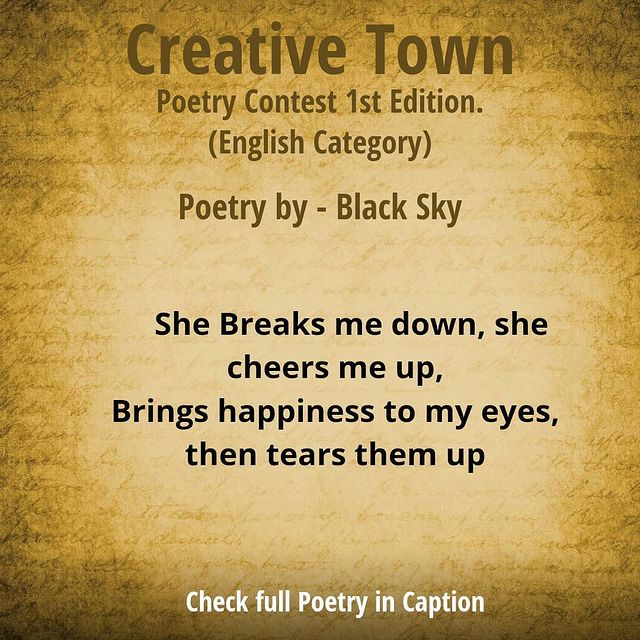 Creative Town
Poetry Contest 1st Edition.
(English Category)
Poetry by - Black Sky
She Breaks me down, she
cheers me up,
Brings happiness to my eyes,
then tears them up
Check full Poetry in Caption